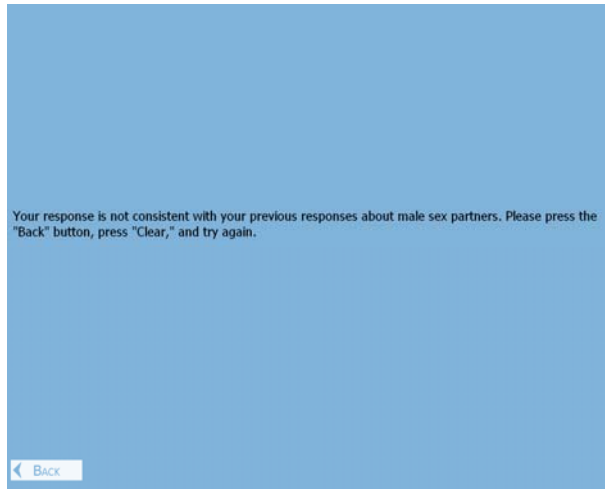 Your response is not consistent with your previous responses about male sex partners. Please press the
"Back" button, press "Clear," and try again.
BACK